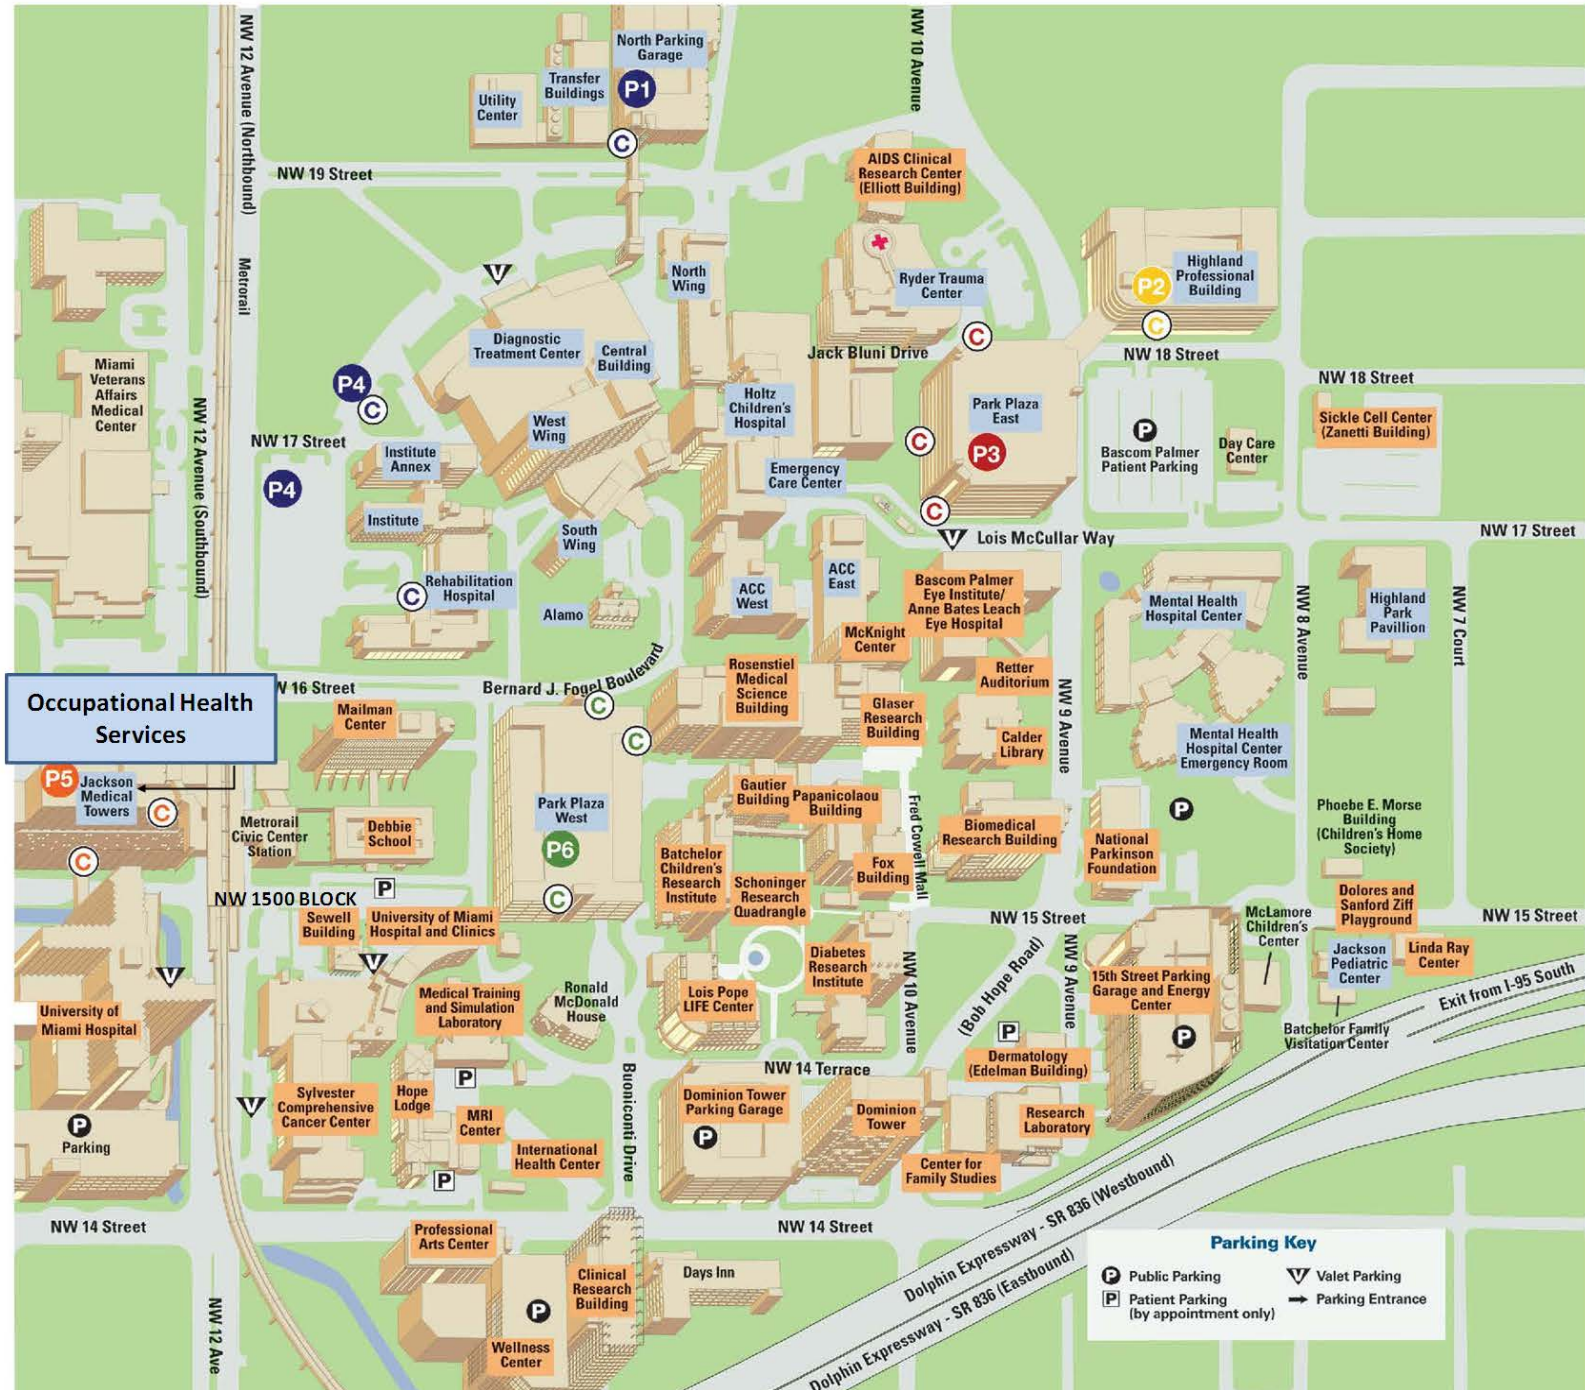 NW 12 Avenue (Northbound)
NW 10 Avenue
North Parking
Garage
P1
Transfer
Buildings
Utility
Center
C
NW 19 Street
AIDS Clinical
Research Center
(Elliott Building)
Metrorail
V
North
Wing
Ryder Trauma
Center
P2
Highland
Professional
Building
C
C
Diagnostic
Treatment Center
Central
Building
Jack Bluni Drive
NW 18 Street
NW 18 Street
Miami
Veterans
Affairs
Medical
Center
NW 12 Avenue (Southbound)
P4
C
Holtz
Children's
Hospital
Park Plaza
East
P3
C
C
P
Bascom Palmer
Patient Parking
Day Care
Center
Sickle Cell Center
(Zanetti Building)
NW 17 Street
West
Wing
Institute
Annex
Emergency
Care Center
P4
Institute
South
Wing
V
Lois McCullar Way
NW 17 Street
Rehabilitation
Hospital
C
Alamo
ACC
West
ACC
East
Bascom Palmer
Eye Institute/
Anne Bates Leach
Eye Hospital
Mental Health
Hospital Center
NW 8 Avenue
Highland
Park
Pavilion
NW 7 Court
McKnight
Center
Retter
Auditorium
Rosenstiel
Medical
Science
Building
Bernard J. Fogel Boulevard
C
C
W 16 Street
Occupational Health
Services
Mailman
Center
Glaser
Research
Building
Calder
Library
NW 9 Avenue
Mental Health
Hospital Center
Emergency Room
P5
Jackson
Medical
Towers
C
C
Metrorail
Civic Center
Station
Debbie
School
P
Park Plaza
West
P6
C
Gautier
Building
Papanicolaou
Building
Fred Cowell Mall
Biomedical
Research Building
National
Parkinson
Foundation
P
Phoebe E. Morse
Building
(Children's Home
Society)
Batchelor
Children's
Research
Institute
Schoninger
Research
Quadrangle
Fox
Building
NW 1500 BLOCK
Sewell
Building
University of Miami
Hospital and Clinics
V
V
NW 15 Street
McLamore
Children's
Center
Dolores and
Sanford Ziff
Playground
NW 15 Street
Jackson
Pediatric
Center
Linda Ray
Center
Diabetes
Research
Institute
NW 10 Avenue
(Bob Hope Road)
NW 9 Avenue
15th Street Parking
Garage and Energy
Center
P
Exit from I-95 South
Batchelor Family
Visitation Center
University of
Miami Hospital
Medical Training
and Simulation
Laboratory
Ronald
McDonald
House
Lois Pope
LIFE Center
P
Dermatology
(Edelman Building)
NW 14 Terrace
P
Hope
Lodge
Sylvester
Comprehensive
Cancer Center
V
MRI
Center
International
Health Center
P
Buoniconti Drive
Dominion Tower
Parking Garage
P
Dominion
Tower
Research
Laboratory
Center for
Family Studies
P
Parking
NW 14 Street
NW 14 Street
Professional
Arts Center
Clinical
Research
Building
Days Inn
P
Wellness
Center
NW 12 Ave
Dolphin Expressway - SR 836 (Westbound)
Dolphin Expressway - SR 836 (Eastbound)
Parking Key
P Public Parking
P Patient Parking
(by appointment only)
V Valet Parking
Parking Entrance